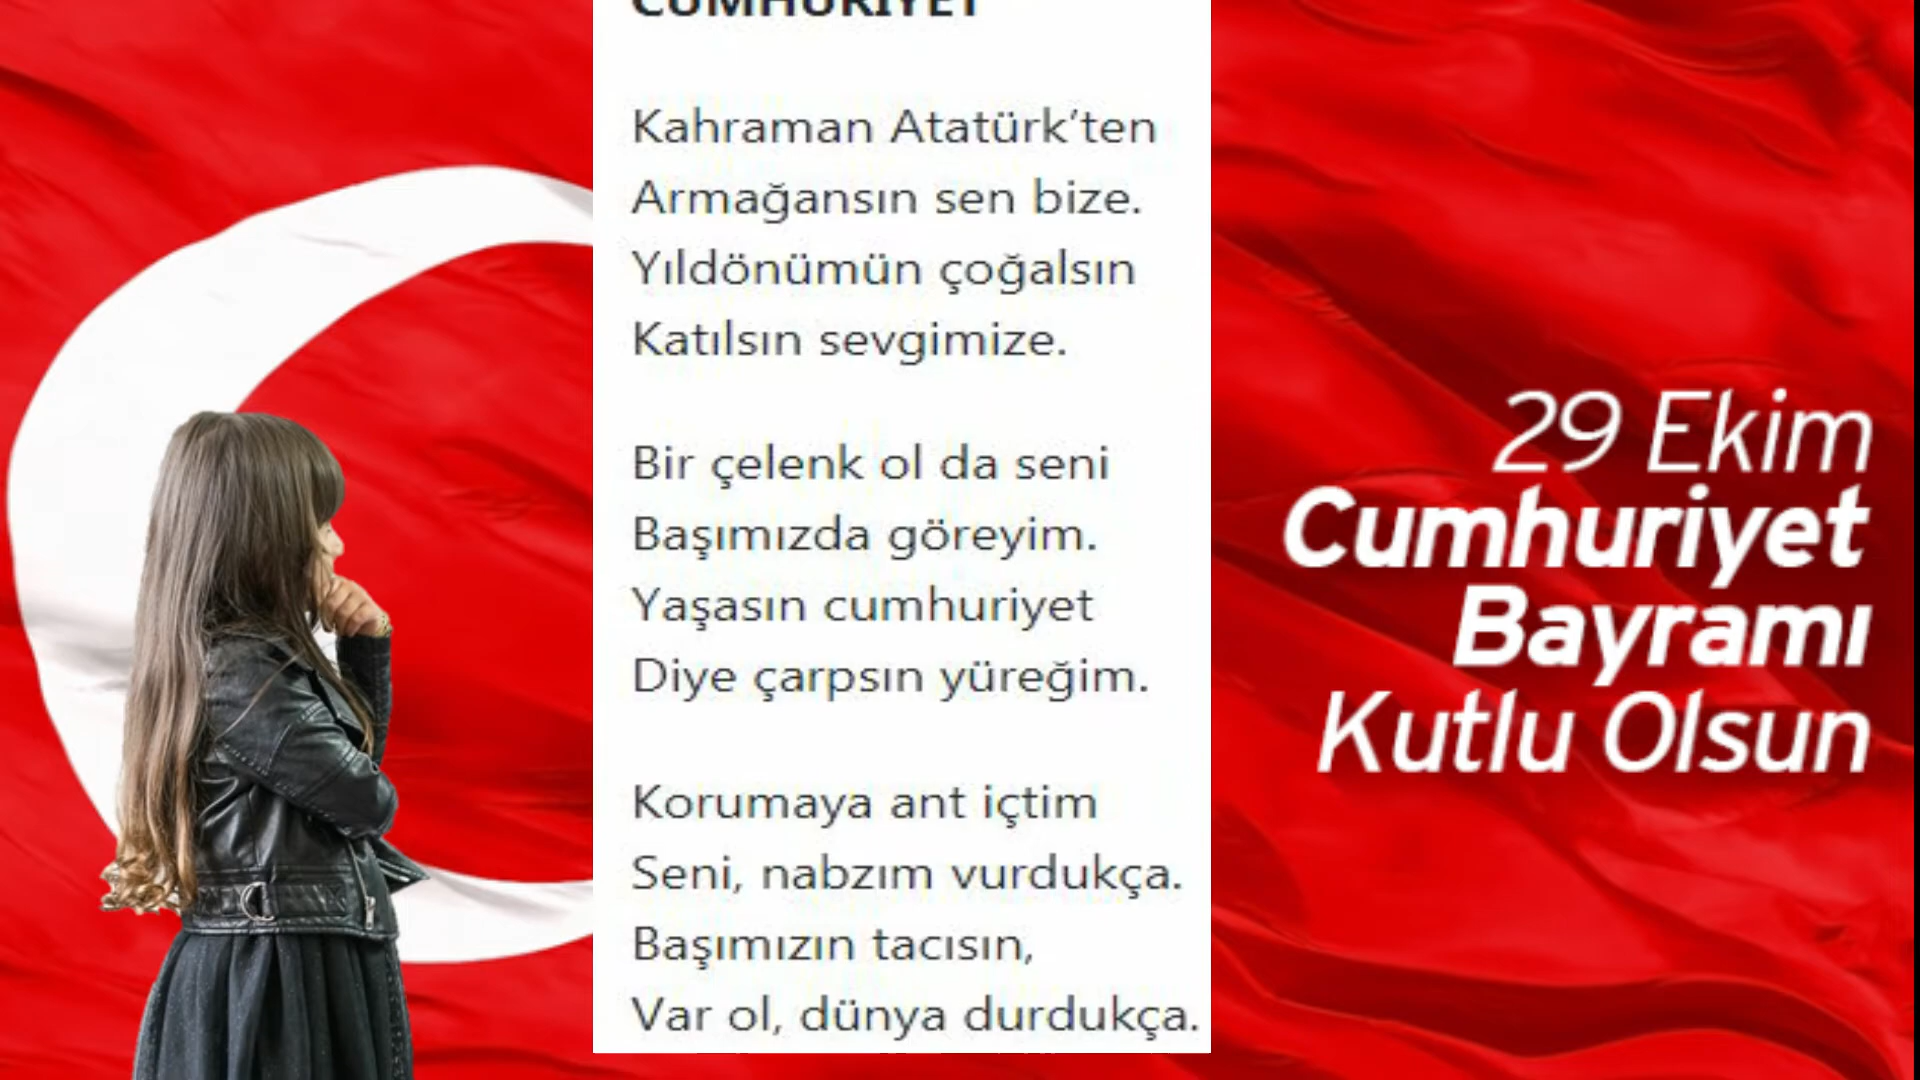 CUMHURİYET
Kahraman Atatürk’ten
Armağansın sen bize.
Yıldönümün çoğalsın
Katılsın sevgimize.
Bir çelenk ol da seni
Başımızda göreyim.
Yaşasın cumhuriyet
Diye çarpsın yüreğim.
Korumaya ant içtim
Seni, nabzım vurdukça.
Başımızın tacısın,
Var ol, dünya durdukça.
29 Ekim
Cumhuriyet
Bayramı
Kutlu Olsun